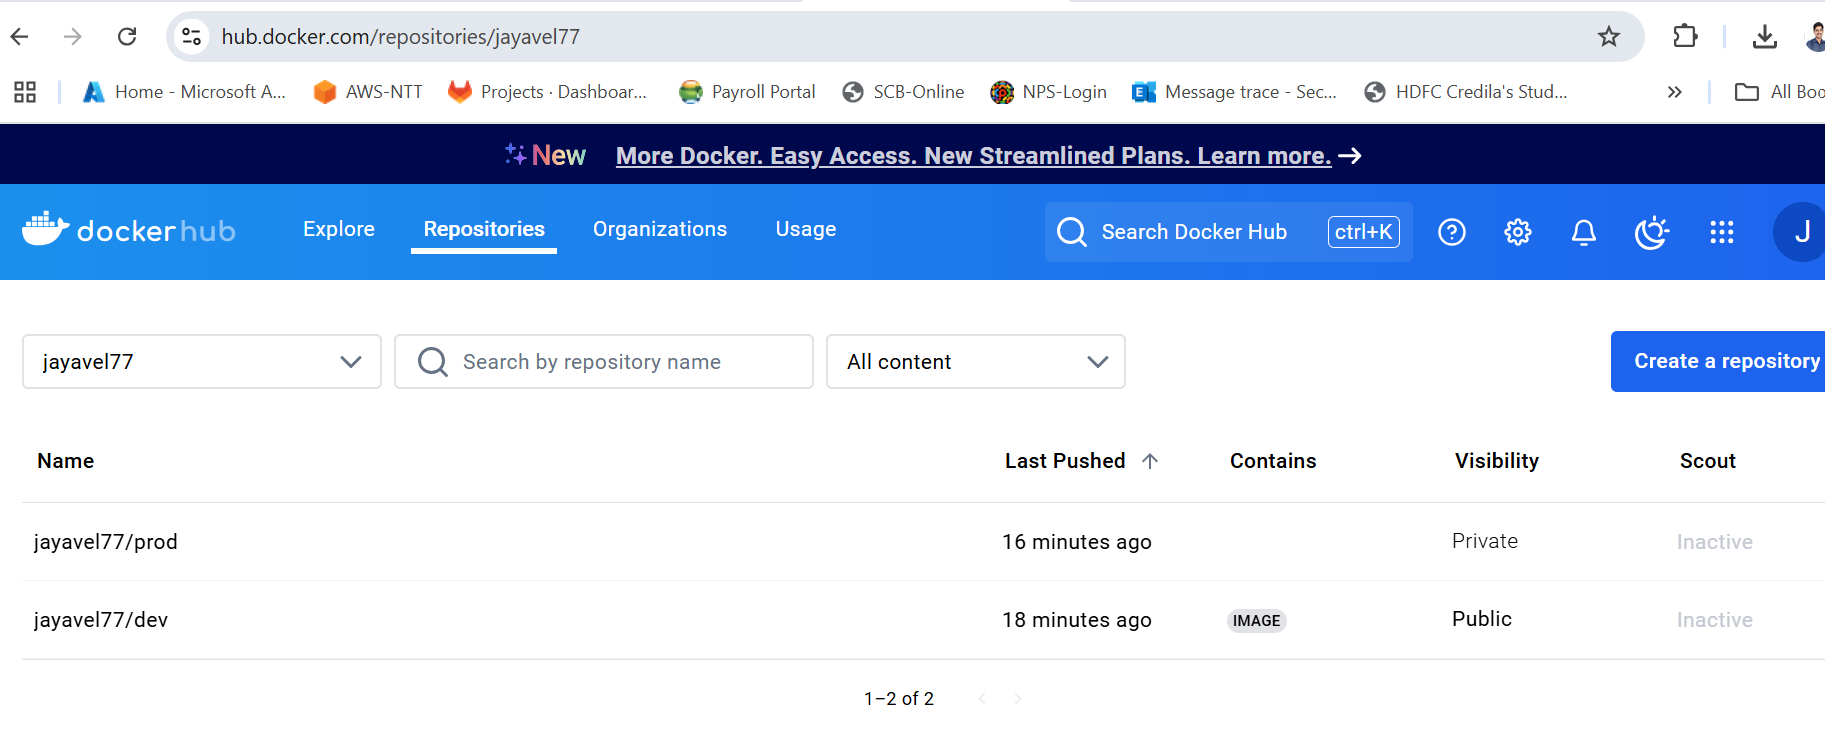 hub.docker.com/repositories/jayavel77
Home - Microsoft A... AWS-NTT Projects · Dashboar... Payroll Portal SCB-Online NPS-Login Message trace - Sec... HDFC Credila's Stud... » All Boo
New More Docker. Easy Access. New Streamlined Plans. Learn more. →
docker hub Explore Repositories Organizations Usage Search Docker Hub ctrl+K J
jayavel77 Search by repository name All content Create a repository
Name Last Pushed ↑ Contains Visibility Scout
jayavel77/prod 16 minutes ago Private Inactive
jayavel77/dev 18 minutes ago IMAGE Public Inactive
1–2 of 2